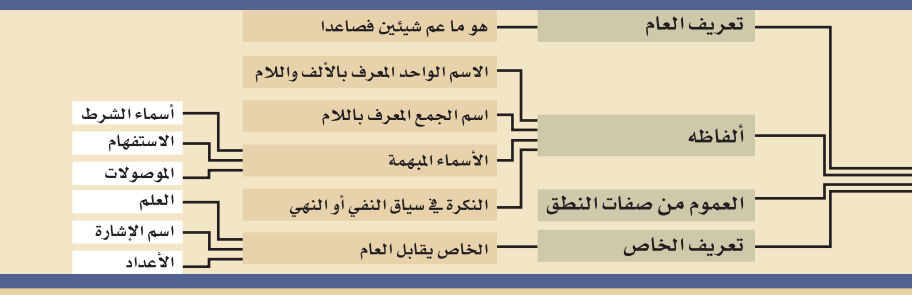 تعريف العام
هو ما عم شيئين فصاعدا
ألفاظه
الاسم الواحد المعرف بالألف واللام
اسم الجمع المعرف باللام
الأسماء المبهمة
أسماء الشرط
الاستفهام
الموصولات
النكرة في سياق النفي أو النهي
العموم من صفات النطق
تعريف الخاص
الخاص يقابل العام
العلم
اسم الإشارة
الأعداد